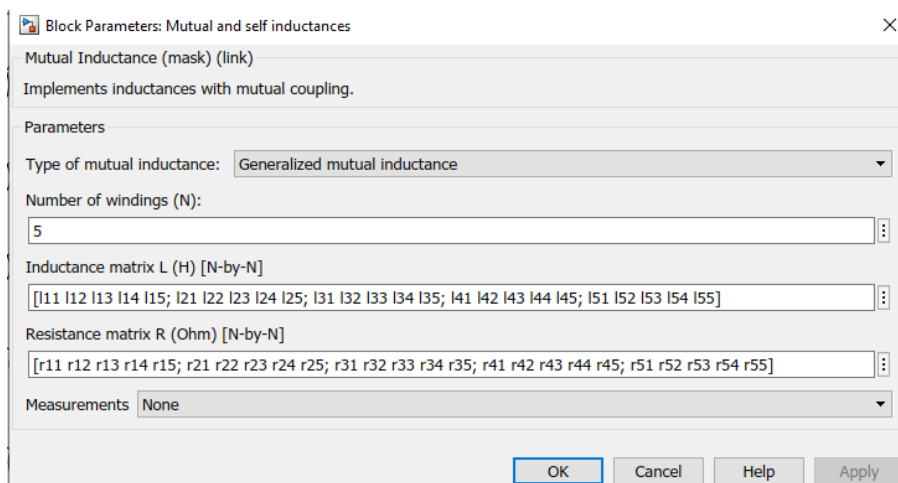 Block Parameters: Mutual and self inductances
Mutual Inductance (mask) (link)
Implements inductances with mutual coupling.
Parameters
Type of mutual inductance: Generalized mutual inductance
Number of windings (N):
5
Inductance matrix L (H) [N-by-N]
[l11 l12 l13 l14 l15; l21 l22 l23 l24 l25; l31 l32 l33 l34 l35; l41 l42 l43 l44 l45; l51 l52 l53 l54 l55]
Resistance matrix R (Ohm) [N-by-N]
[r11 r12 r13 r14 r15; r21 r22 r23 r24 r25; r31 r32 r33 r34 r35; r41 r42 r43 r44 r45; r51 r52 r53 r54 r55]
Measurements None
OK Cancel Help Apply